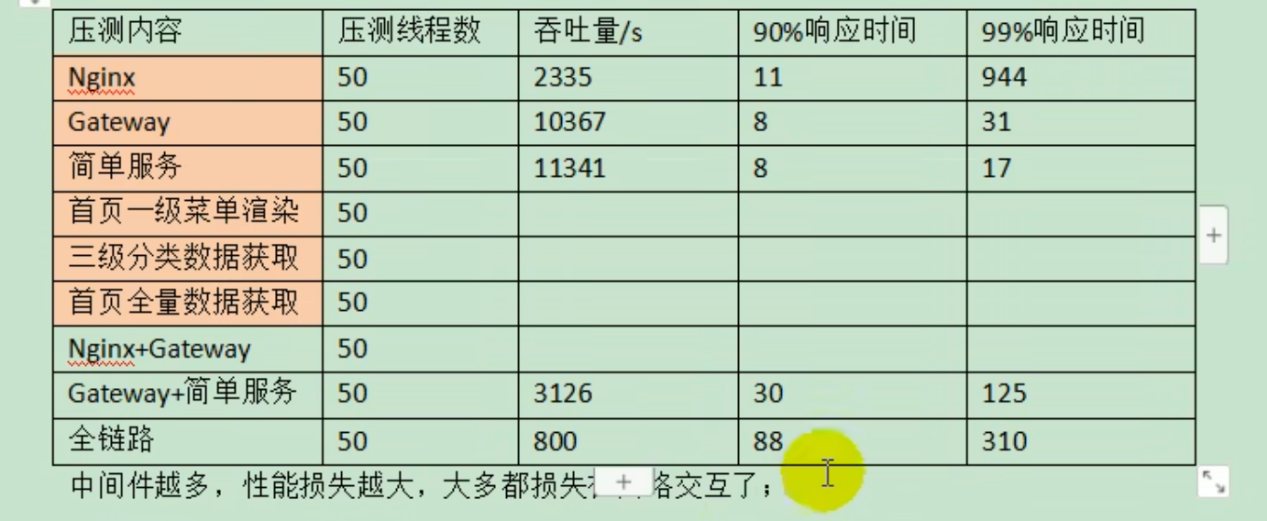 压测内容 压测线程数 吞吐量/s 90%响应时间 99%响应时间
Nginx 50 2335 11 944
Gateway 50 10367 8 31
简单服务 50 11341 8 17
首页一级菜单渲染 50
三级分类数据获取 50
首页全量数据获取 50
Nginx+Gateway 50
Gateway+简单服务 50 3126 30 125
全链路 50 800 88 310
中间件越多，性能损失越大，大多都损失 交互了；